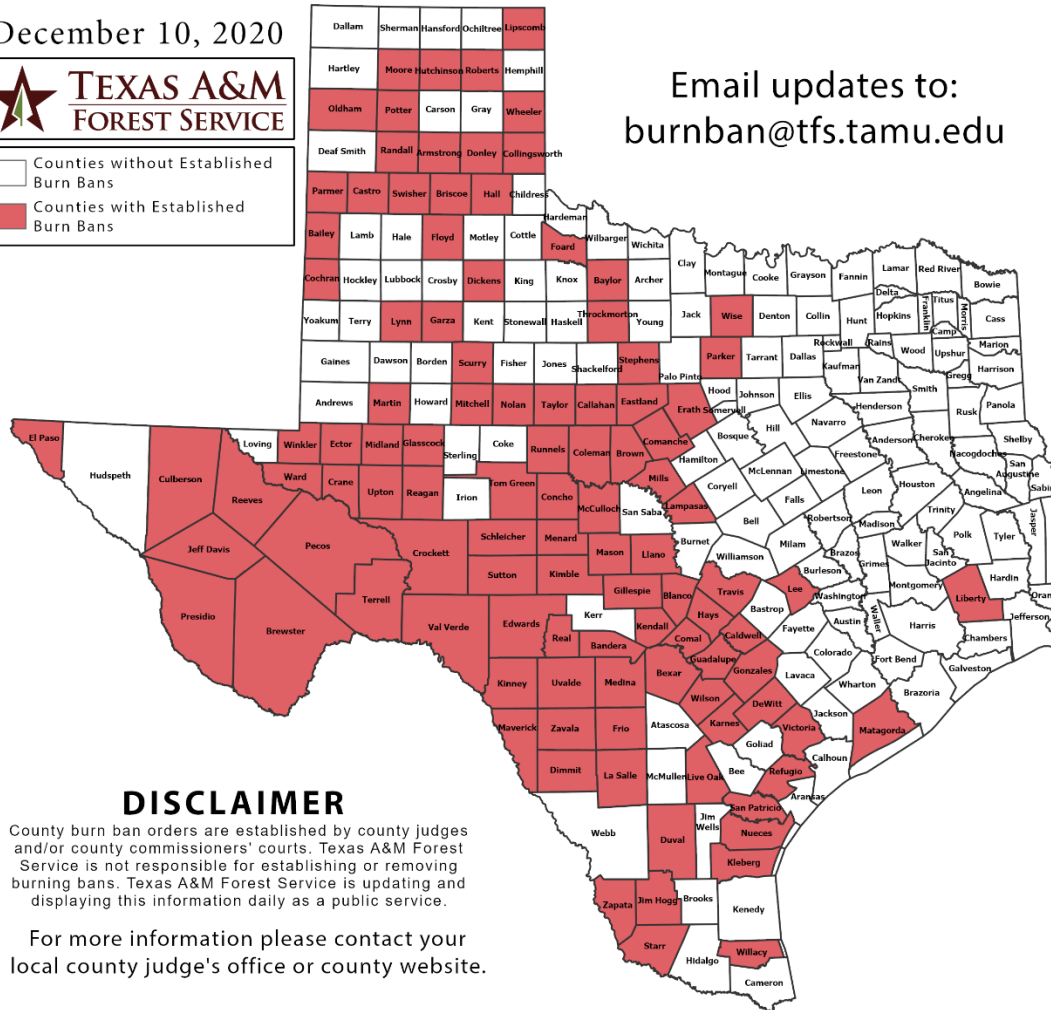 December 10, 2020
TEXAS A&M
FOREST SERVICE
Counties without Established
Burn Bans
Counties with Established
Burn Bans
Email updates to:
burnban@tfs.tamu.edu
Dallam Sherman Hansford Ochiltree Lipscomb
Hartley Moore Hutchinson Roberts Hemphill
Oldham Potter Carson Gray Wheeler
Deaf Smith Randall Armstrong Donley Collingsworth
Parmer Castro Swisher Briscoe Hall Childress
Hardeman
Bailey Lamb Hale Floyd Motley Cottle Foard Wilbarger Wichita
Clay Montague Cooke Grayson Fannin Lamar Red River Bowie
Cochran Hockley Lubbock Crosby Dickens King Knox Baylor Archer
Delta Franklin Titus Morris Cass
Yoakum Terry Lynn Garza Kent Stonewall Haskell Throckmorton Young Jack Wise Denton Collin Hunt Hopkins Camp
Rockwall Rains Wood Upshur Marion
Gaines Dawson Borden Scurry Fisher Jones Shackelford Stephens Palo Pinto Parker Tarrant Dallas Kaufman Van Zandt Smith Gregg Harrison
Andrews Martin Howard Mitchell Nolan Taylor Callahan Eastland Erath Hood Somervell Johnson Ellis Henderson Rusk Panola
El Paso Hudspeth Culberson Loving Winkler Ector Midland Glasscock Sterling Coke Runnels Coleman Brown Comanche Hamilton Bosque Hill Navarro Freestone Anderson Cherokee Nacogdoches Shelby
San Augustine
Reeves Ward Crane Upton Reagan Irion Tom Green Concho McCulloch San Saba Mills Lampasas Coryell McLennan Limestone Falls Leon Houston Angelina Trinity
Jeff Davis Pecos Crockett Schleicher Menard Mason Llano Burnet Bell Milam Robertson Madison Walker Polk Tyler Jasper
Williamson Brazos Grimes San Jacinto Hardin
Presidio Brewster Terrell Sutton Kimble Gillespie Blanco Travis Lee Burleson Washington Montgomery Liberty
Val Verde Edwards Kerr Real Bandera Kendall Comal Hays Caldwell Bastrop Fayette Austin Waller Harris Chambers Jefferson
Kinney Uvalde Medina Bexar Guadalupe Gonzales Lavaca Colorado Fort Bend Galveston
Wharton Brazoria
Maverick Zavala Frio Atascosa Wilson Karnes DeWitt Victoria Jackson Matagorda
Goliad Calhoun
Dimmit La Salle McMullen Live Oak Bee Refugio Aransas
San Patricio
Webb Duval Jim Wells Nueces
Kleberg
Zapata Jim Hogg Brooks Kenedy
Starr Hidalgo Willacy
Cameron
DISCLAIMER
County burn ban orders are established by county judges
and/or county commissioners' courts. Texas A&M Forest
Service is not responsible for establishing or removing
burning bans. Texas A&M Forest Service is updating and
displaying this information daily as a public service.
For more information please contact your
local county judge's office or county website.